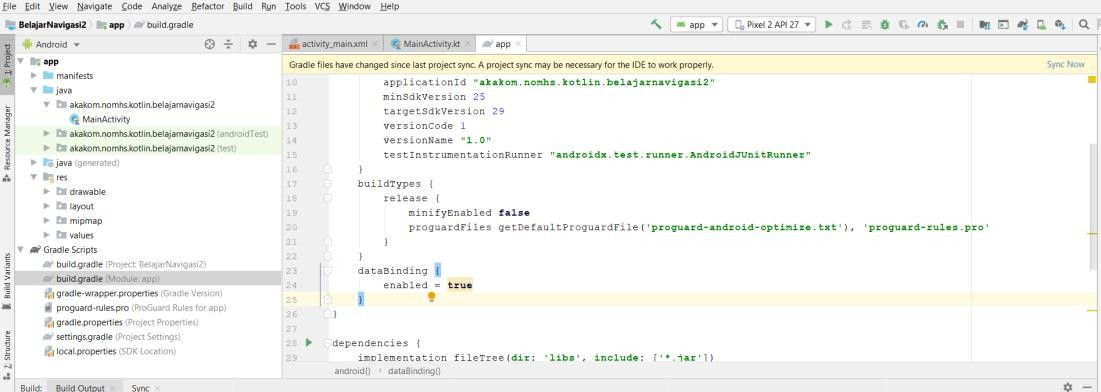 File Edit View Navigate Code Analyze Refactor Build Run Tools VCS Window Help
BelajarNavigasi2 app build.gradle
app Pixel 2 API 27
Android
activity_main.xml MainActivity.kt app
1: Project
Resource Manager
Build Variants
Z: Structure
app
manifests
java
akakom.nomhs.kotlin.belajarnavigasi2
MainActivity
akakom.nomhs.kotlin.belajarnavigasi2 (androidTest)
akakom.nomhs.kotlin.belajarnavigasi2 (test)
java (generated)
res
drawable
layout
mipmap
values
Gradle Scripts
build.gradle (Project: BelajarNavigasi2)
build.gradle (Module: app)
gradle-wrapper.properties (Gradle Version)
proguard-rules.pro (ProGuard Rules for app)
gradle.properties (Project Properties)
settings.gradle (Project Settings)
local.properties (SDK Location)
Gradle files have changed since last project sync. A project sync may be necessary for the IDE to work properly. Sync Now
10 applicationId "akakom.nomhs.kotlin.belajarnavigasi2"
11 minSdkVersion 25
12 targetSdkVersion 29
13 versionCode 1
14 versionName "1.0"
15 testInstrumentationRunner "androidx.test.runner.AndroidJUnitRunner"
16 }
17 buildTypes {
18 release {
19 minifyEnabled false
20 proguardFiles getDefaultProguardFile('proguard-android-optimize.txt'), 'proguard-rules.pro'
21 }
22 }
23 dataBinding {
24 enabled = true
25 }
26 }
27
28 dependencies {
29 implementation fileTree(dir: 'libs', include: ['*.jar'])
android{} › dataBinding{}
Build: Build Output Sync